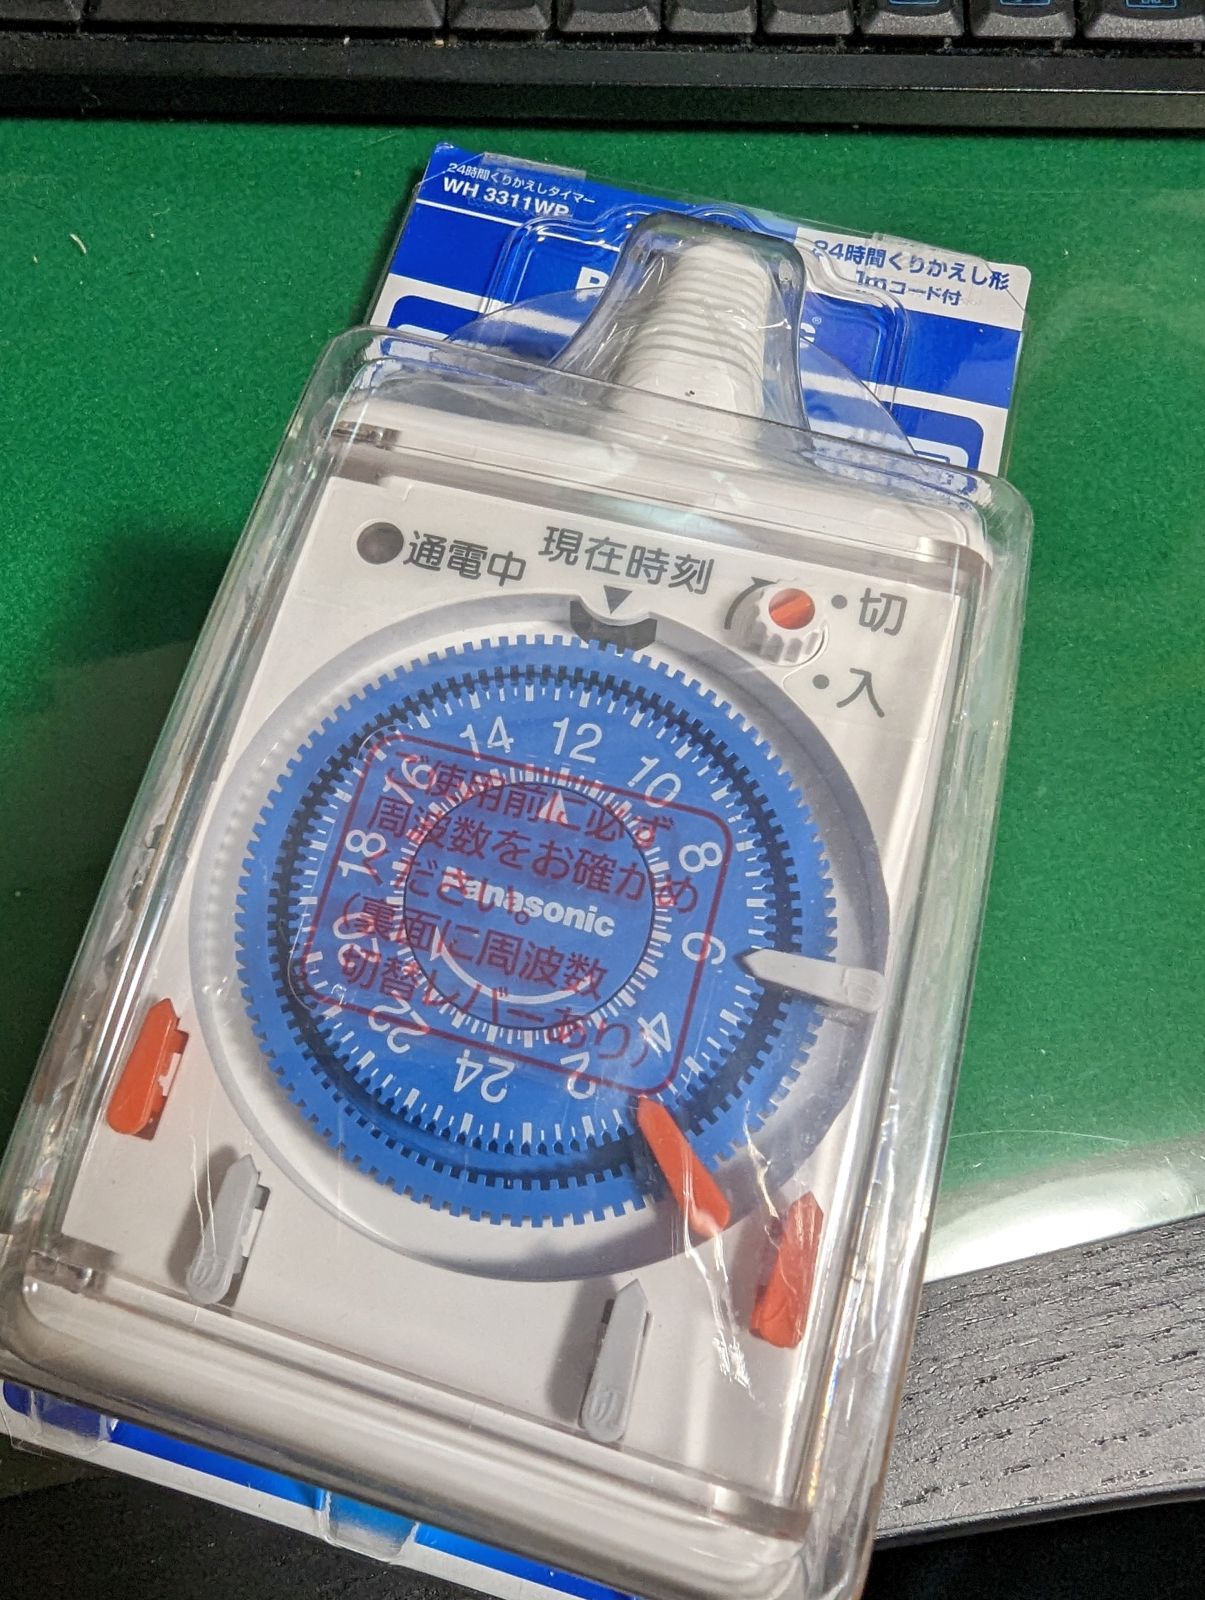 24時間くりかえしタイマー
WH 3311WP
24時間くりかえし形
1mコード付
通電中
現在時刻
切
入
14 12 10
16 8
18 6
20 4
22 2
24
Panasonic
ご使用前に必ず
周波数をお確かめ
ください。
(裏面に周波数
切替レバーあり)